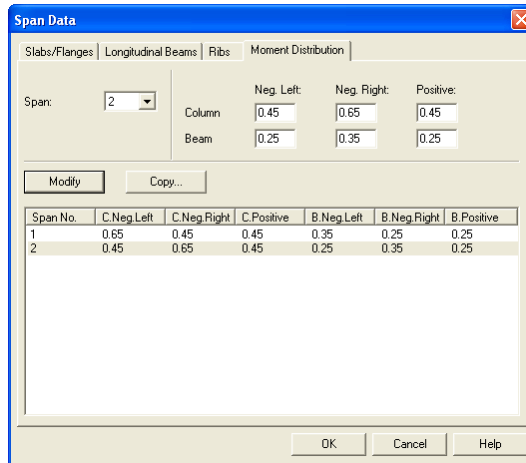 Span Data
Slabs/Flanges Longitudinal Beams Ribs Moment Distribution
Neg. Left: Neg. Right: Positive:
Span: 2 Column 0.45 0.65 0.45
Beam 0.25 0.35 0.25
Modify Copy...
Span No. C.Neg.Left C.Neg.Right C.Positive B.Neg.Left B.Neg.Right B.Positive
1 0.65 0.45 0.45 0.35 0.25 0.25
2 0.45 0.65 0.45 0.25 0.35 0.25
OK Cancel Help